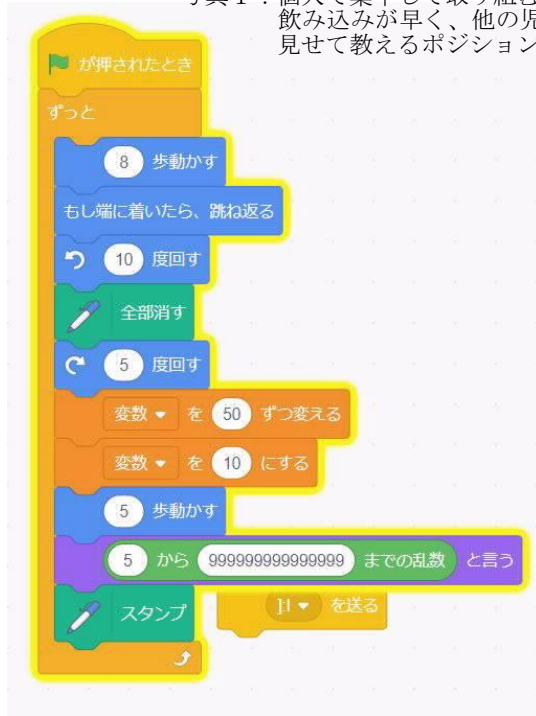 飲み込みが早く、他の児
見せて教えるポジション
が押されたとき
ずっと
8 歩動かす
もし端に着いたら、跳ね返る
10 度回す
全部消す
5 度回す
変数 を 50 ずつ変える
変数 を 10 にする
5 歩動かす
5 から 999999999999999 までの乱数 と言う
スタンプ
を送る